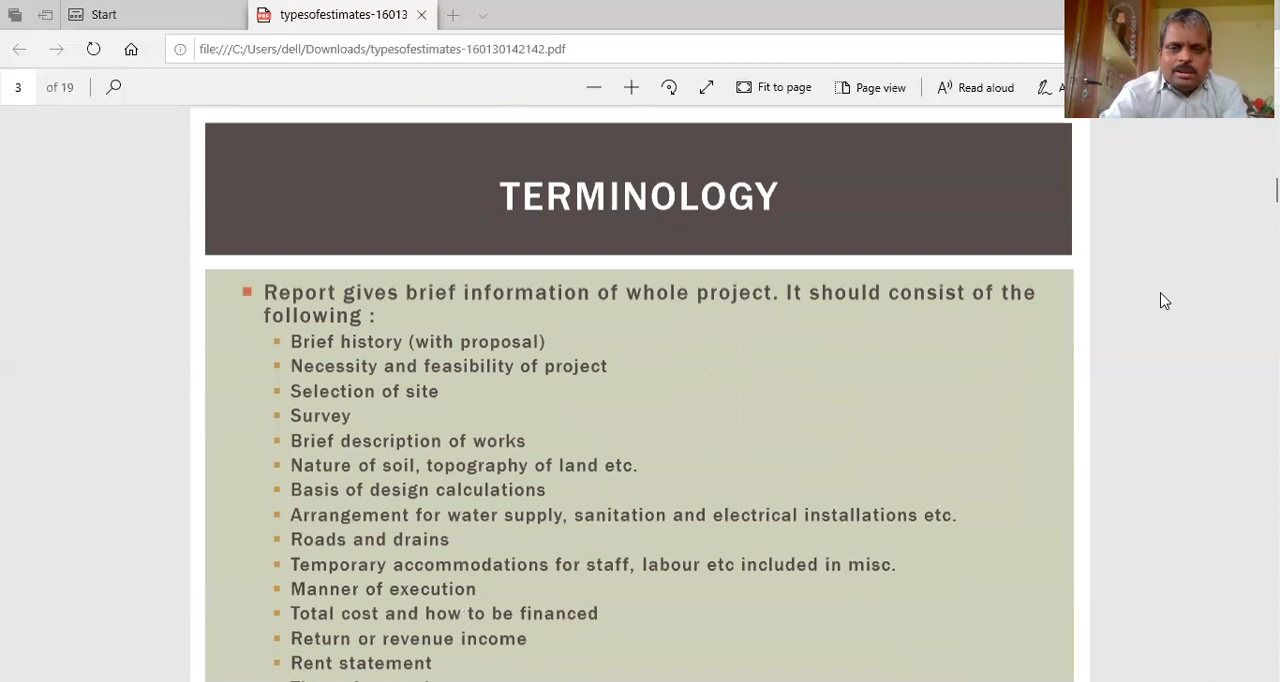 Start
typesofestimates-16013
file:///C:/Users/dell/Downloads/typesofestimates-160130142142.pdf
3 of 19
Fit to page
Page view
Read aloud
TERMINOLOGY
Report gives brief information of whole project. It should consist of the
following :
Brief history (with proposal)
Necessity and feasibility of project
Selection of site
Survey
Brief description of works
Nature of soil, topography of land etc.
Basis of design calculations
Arrangement for water supply, sanitation and electrical installations etc.
Roads and drains
Temporary accommodations for staff, labour etc included in misc.
Manner of execution
Total cost and how to be financed
Return or revenue income
Rent statement